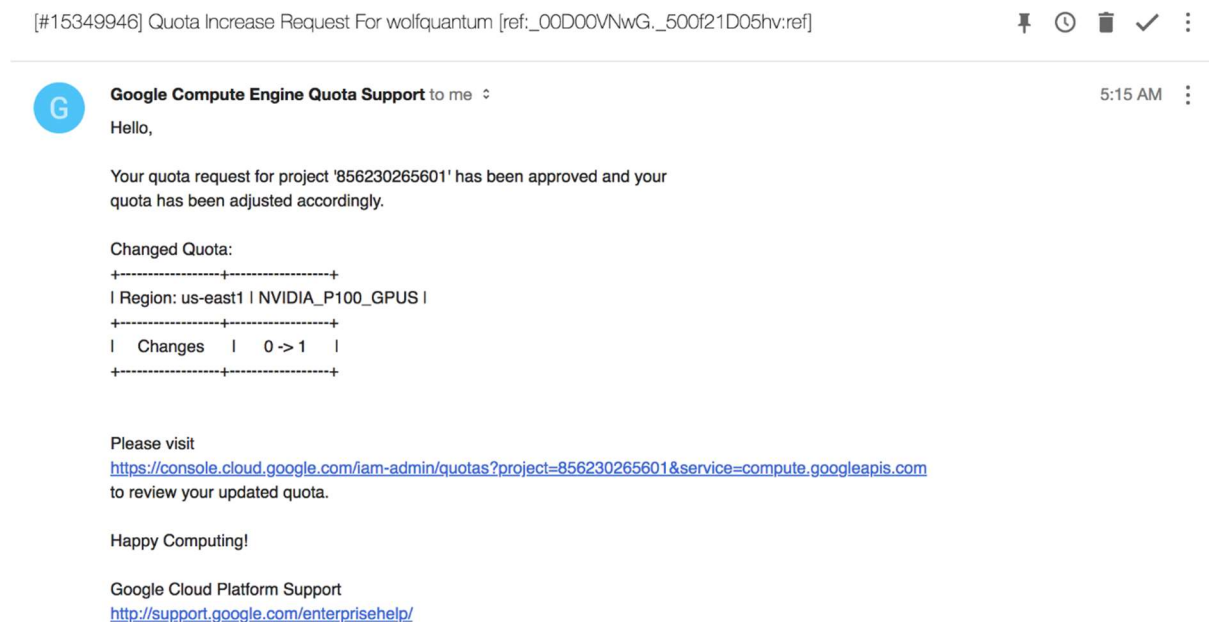 [#15349946] Quota Increase Request For wolfquantum [ref:_00D00VNwG._500f21D05hv:ref]
G
Google Compute Engine Quota Support to me
5:15 AM
Hello,
Your quota request for project '856230265601' has been approved and your
quota has been adjusted accordingly.
Changed Quota:
+------------------+------------------+
| Region: us-east1 | NVIDIA_P100_GPUS |
+------------------+------------------+
| Changes | 0 -> 1 |
+------------------+------------------+
Please visit
https://console.cloud.google.com/iam-admin/quotas?project=856230265601&service=compute.googleapis.com
to review your updated quota.
Happy Computing!
Google Cloud Platform Support
http://support.google.com/enterprisehelp/